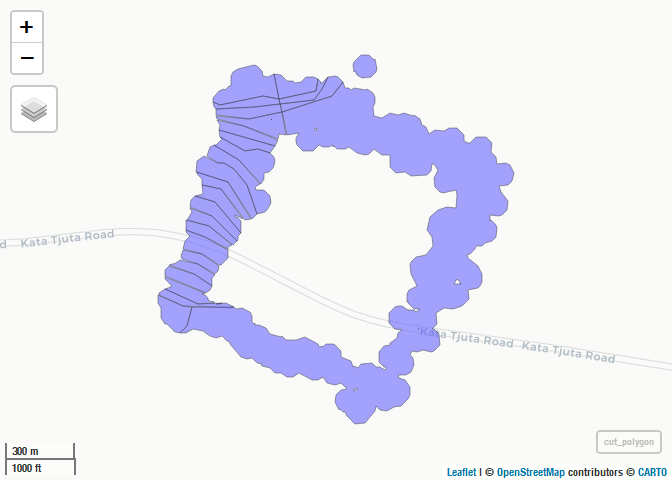 +
−
d Kata Tjuta Road
Kata Tjuta Road Kata Tjuta Road
300 m
1000 ft
cut_polygon
Leaflet | © OpenStreetMap contributors © CARTO